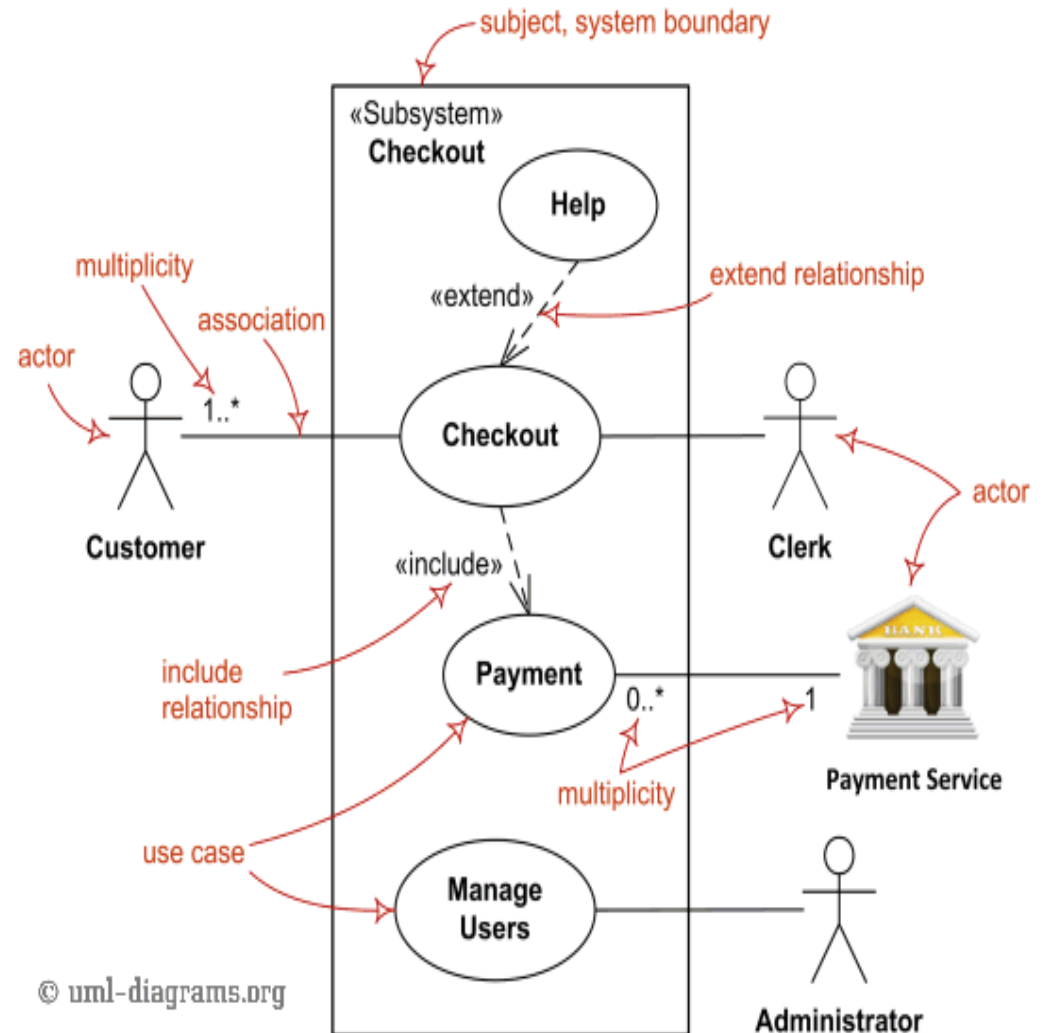 subject, system boundary
«Subsystem»
Checkout
Help
multiplicity
«extend»
extend relationship
association
actor
1..*
Checkout
actor
Customer
Clerk
«include»
BANK
include
relationship
Payment
0..*
1
multiplicity
Payment Service
use case
Manage
Users
© uml-diagrams.org
Administrator